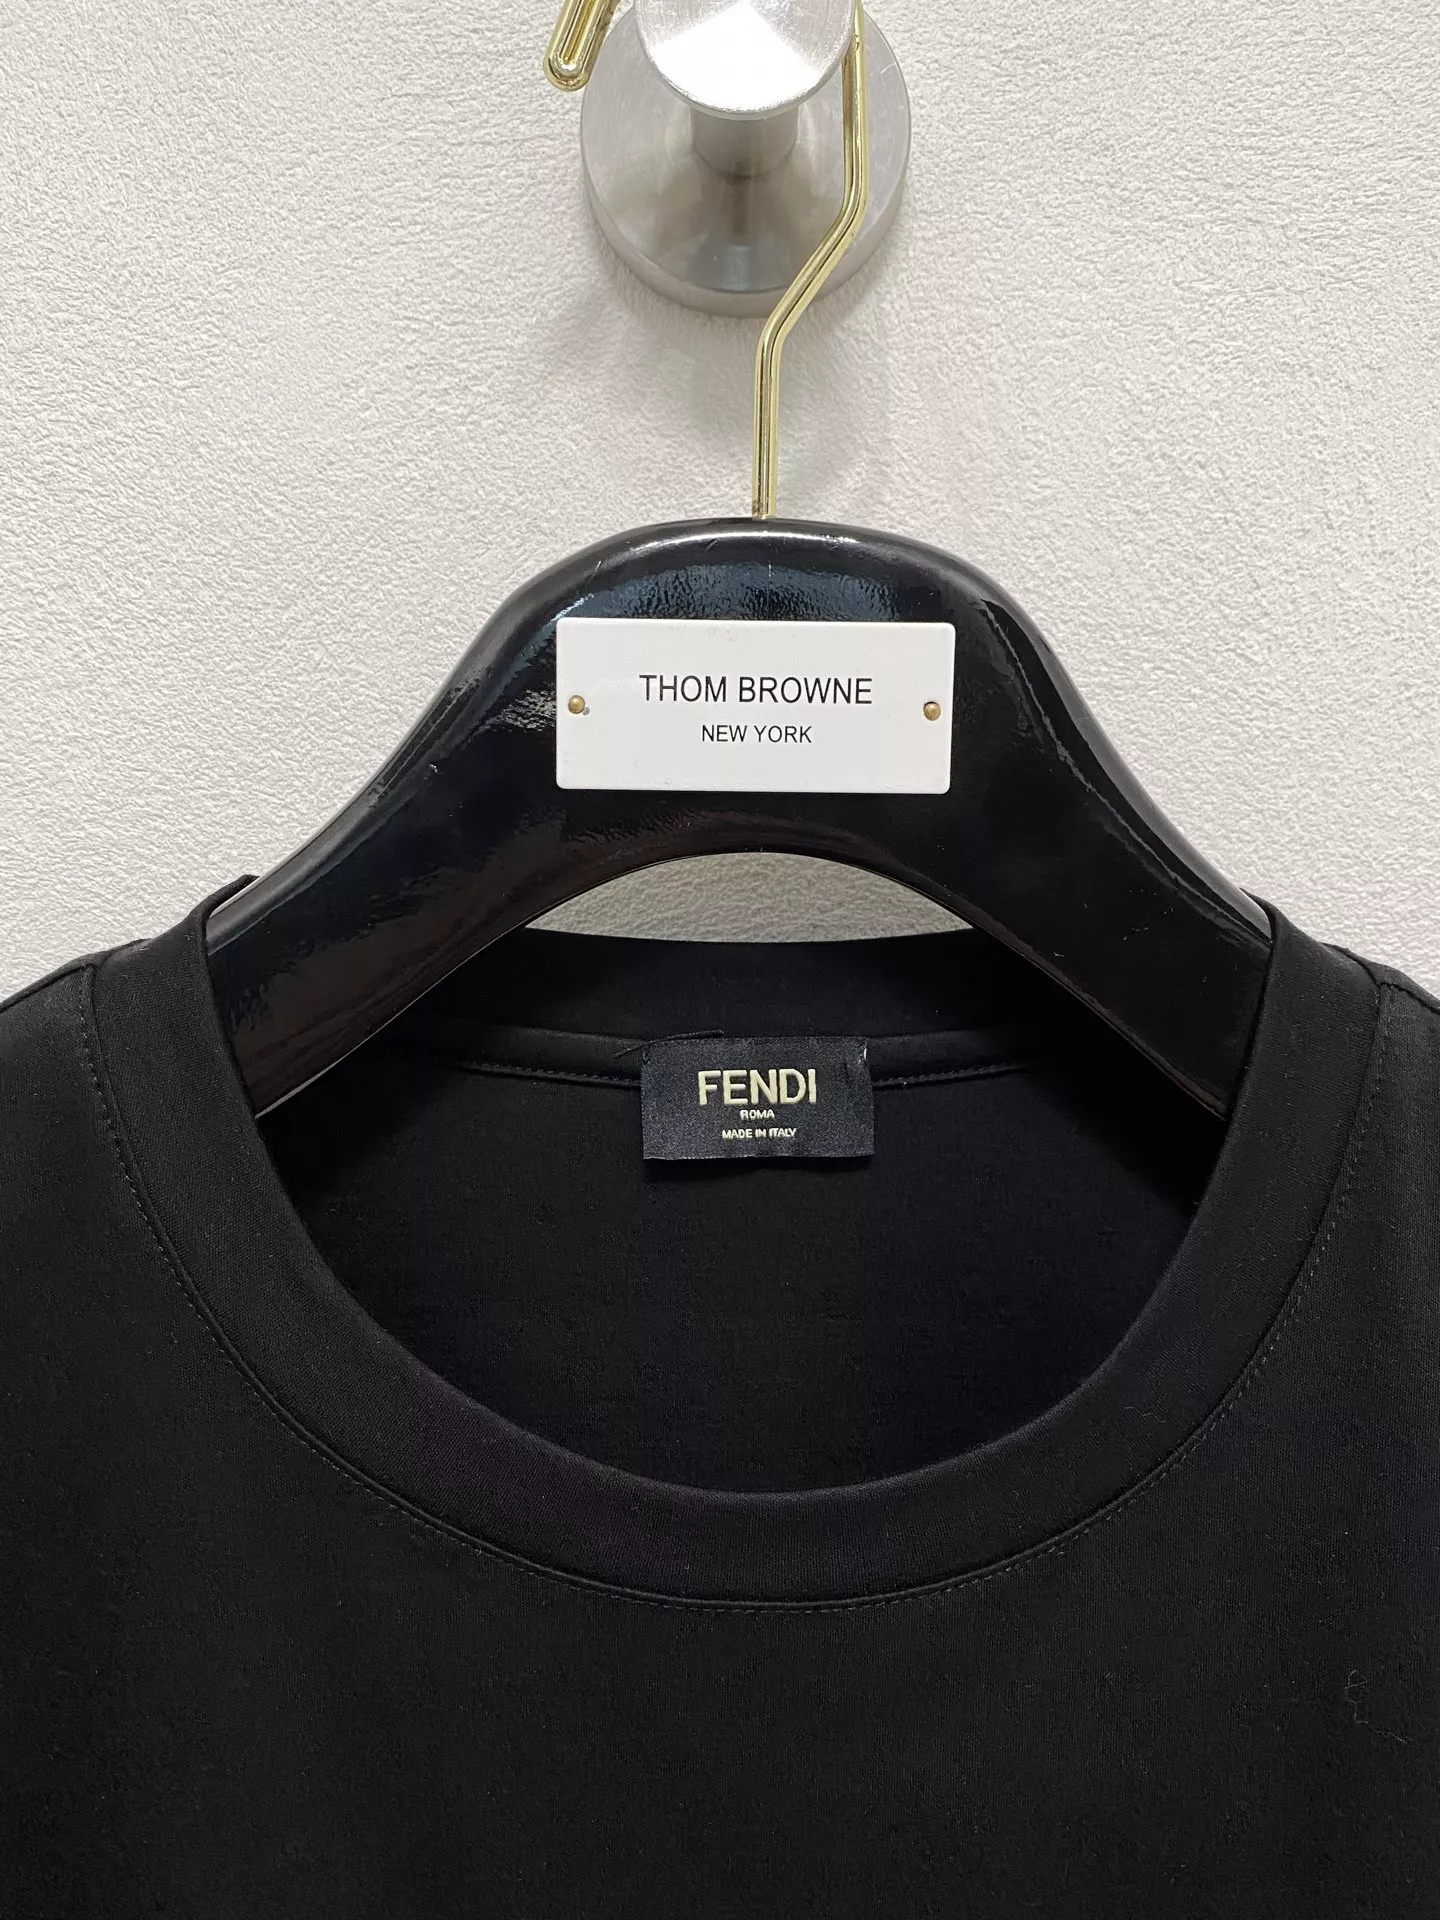 THOM BROWNE
NEW YORK
FENDI
ROMA
MADE IN ITALY